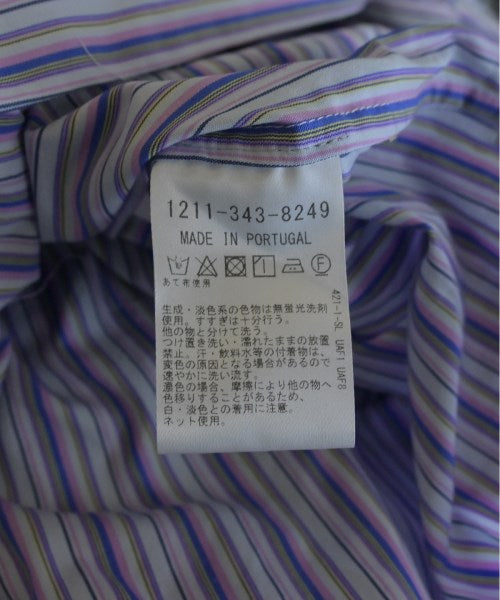 1211-343-8249
MADE IN PORTUGAL
あて布使用
生成・淡色系の色物は無蛍光洗剤
使用。すすぎは十分行う。
他の物と分けて洗う。
つけ置き洗い・濡れたままの放置
禁止。汗・飲料水等の付着物は、
変色の原因となる場合があるので
速やかに洗い流す。
濃色の場合、摩擦により他の物へ
色移りすることがあるため、
白・淡色との着用に注意。
ネット使用。
421-1-SL UAF1 UAF8